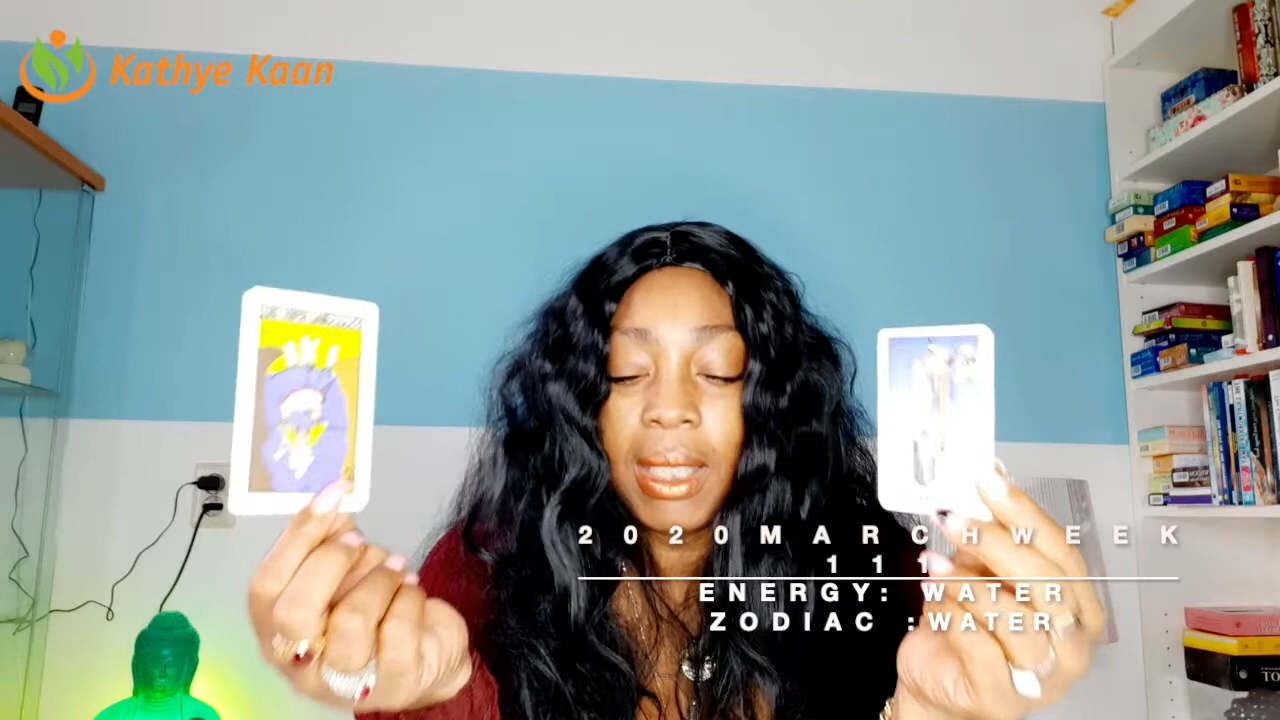 Kathye Kaan
2020MARCHWEEK
111
ENERGY: WATER
ZODIAC :WATER